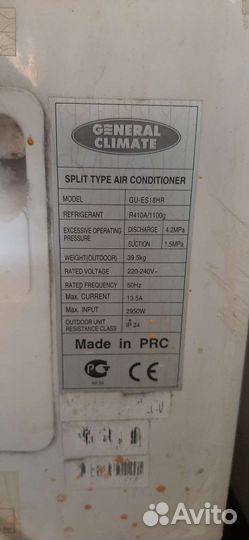 GENERAL
CLIMATE
SPLIT TYPE AIR CONDITIONER
MODEL GU-ES18HR
REFRIGERANT R410A/1100g
EXCESSIVE OPERATING PRESSURE DISCHARGE 4.2MPa
SUCTION 1.5MPa
WEIGHT(OUTDOOR) 39.5kg
RATED VOLTAGE 220-240V~
RATED FREQUENCY 50Hz
Max. CURRENT 13.5A
Max. INPUT 2950W
OUTDOOR UNIT RESISTANCE CLASS IP 24
Made in PRC
CE
Avito